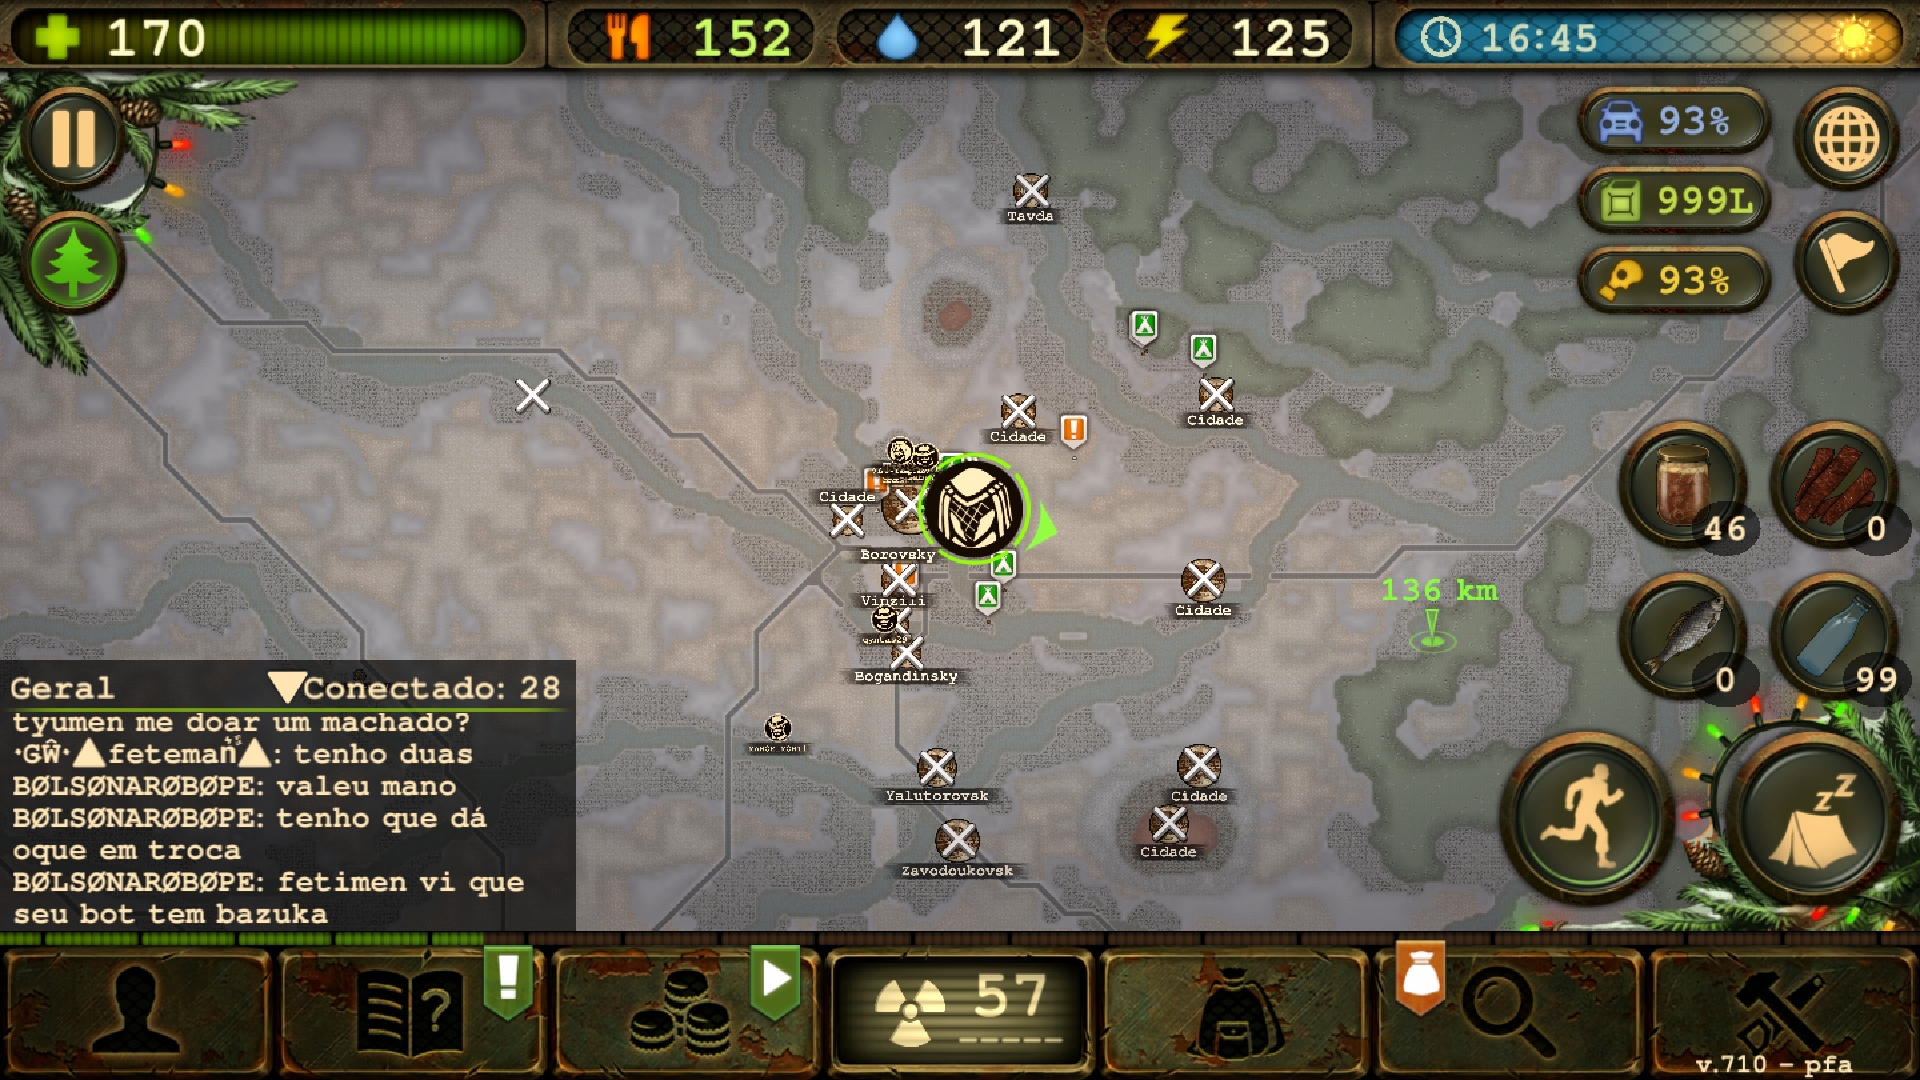 170
152
121
125
16:45
93%
999L
93%
Tavda
Cidade
Cidade
Cidade
Borovsky
Vinzili
Cidade
136 km
Bogandinsky
46
0
0
99
Yalutorovsk
Cidade
Cidade
Zavodoukovsk
Geral
Conectado: 28
tyumen me doar um machado?
tenho duas
BØLSØNARØBØPE: valeu mano
BØLSØNARØBØPE: tenho que dá
oque em troca
BØLSØNARØBØPE: fetimen vi que
seu bot tem bazuka
57
v.710 - pfa